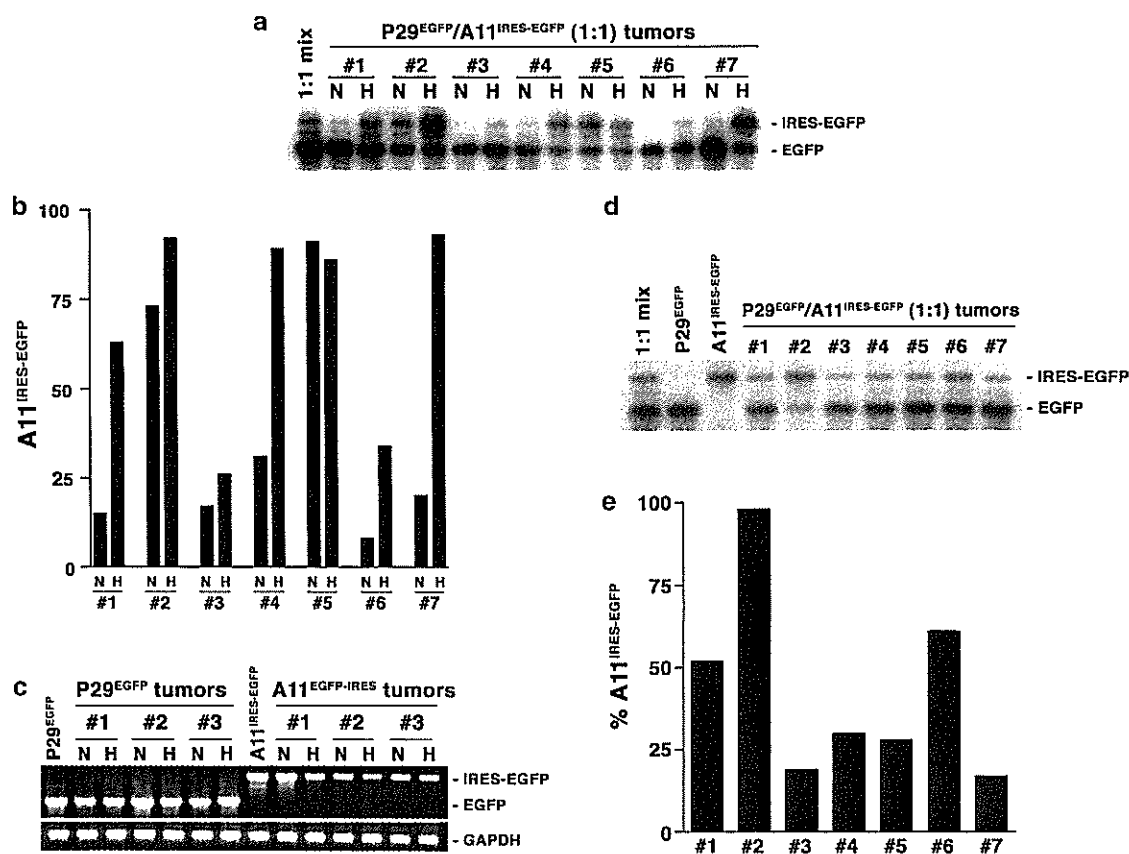 a
P29EGFP/A11IRES-EGFP (1:1) tumors
1:1 mix
#1 #2 #3 #4 #5 #6 #7
N H N H N H N H N H N H N H
- IRES-EGFP
- EGFP
b
100
75
50
25
0
A11IRES-EGFP
N H N H N H N H N H N H N H
#1 #2 #3 #4 #5 #6 #7
c
P29EGFP
P29EGFP tumors
#1 #2 #3
N H N H N H
A11IRES-EGFP
A11EGFP-IRES tumors
#1 #2 #3
N H N H N H
- IRES-EGFP
- EGFP
- GAPDH
d
1:1 mix
P29EGFP
A11IRES-EGFP
P29EGFP/A11IRES-EGFP (1:1) tumors
#1 #2 #3 #4 #5 #6 #7
- IRES-EGFP
- EGFP
e
100
75
50
25
0
% A11IRES-EGFP
#1 #2 #3 #4 #5 #6 #7